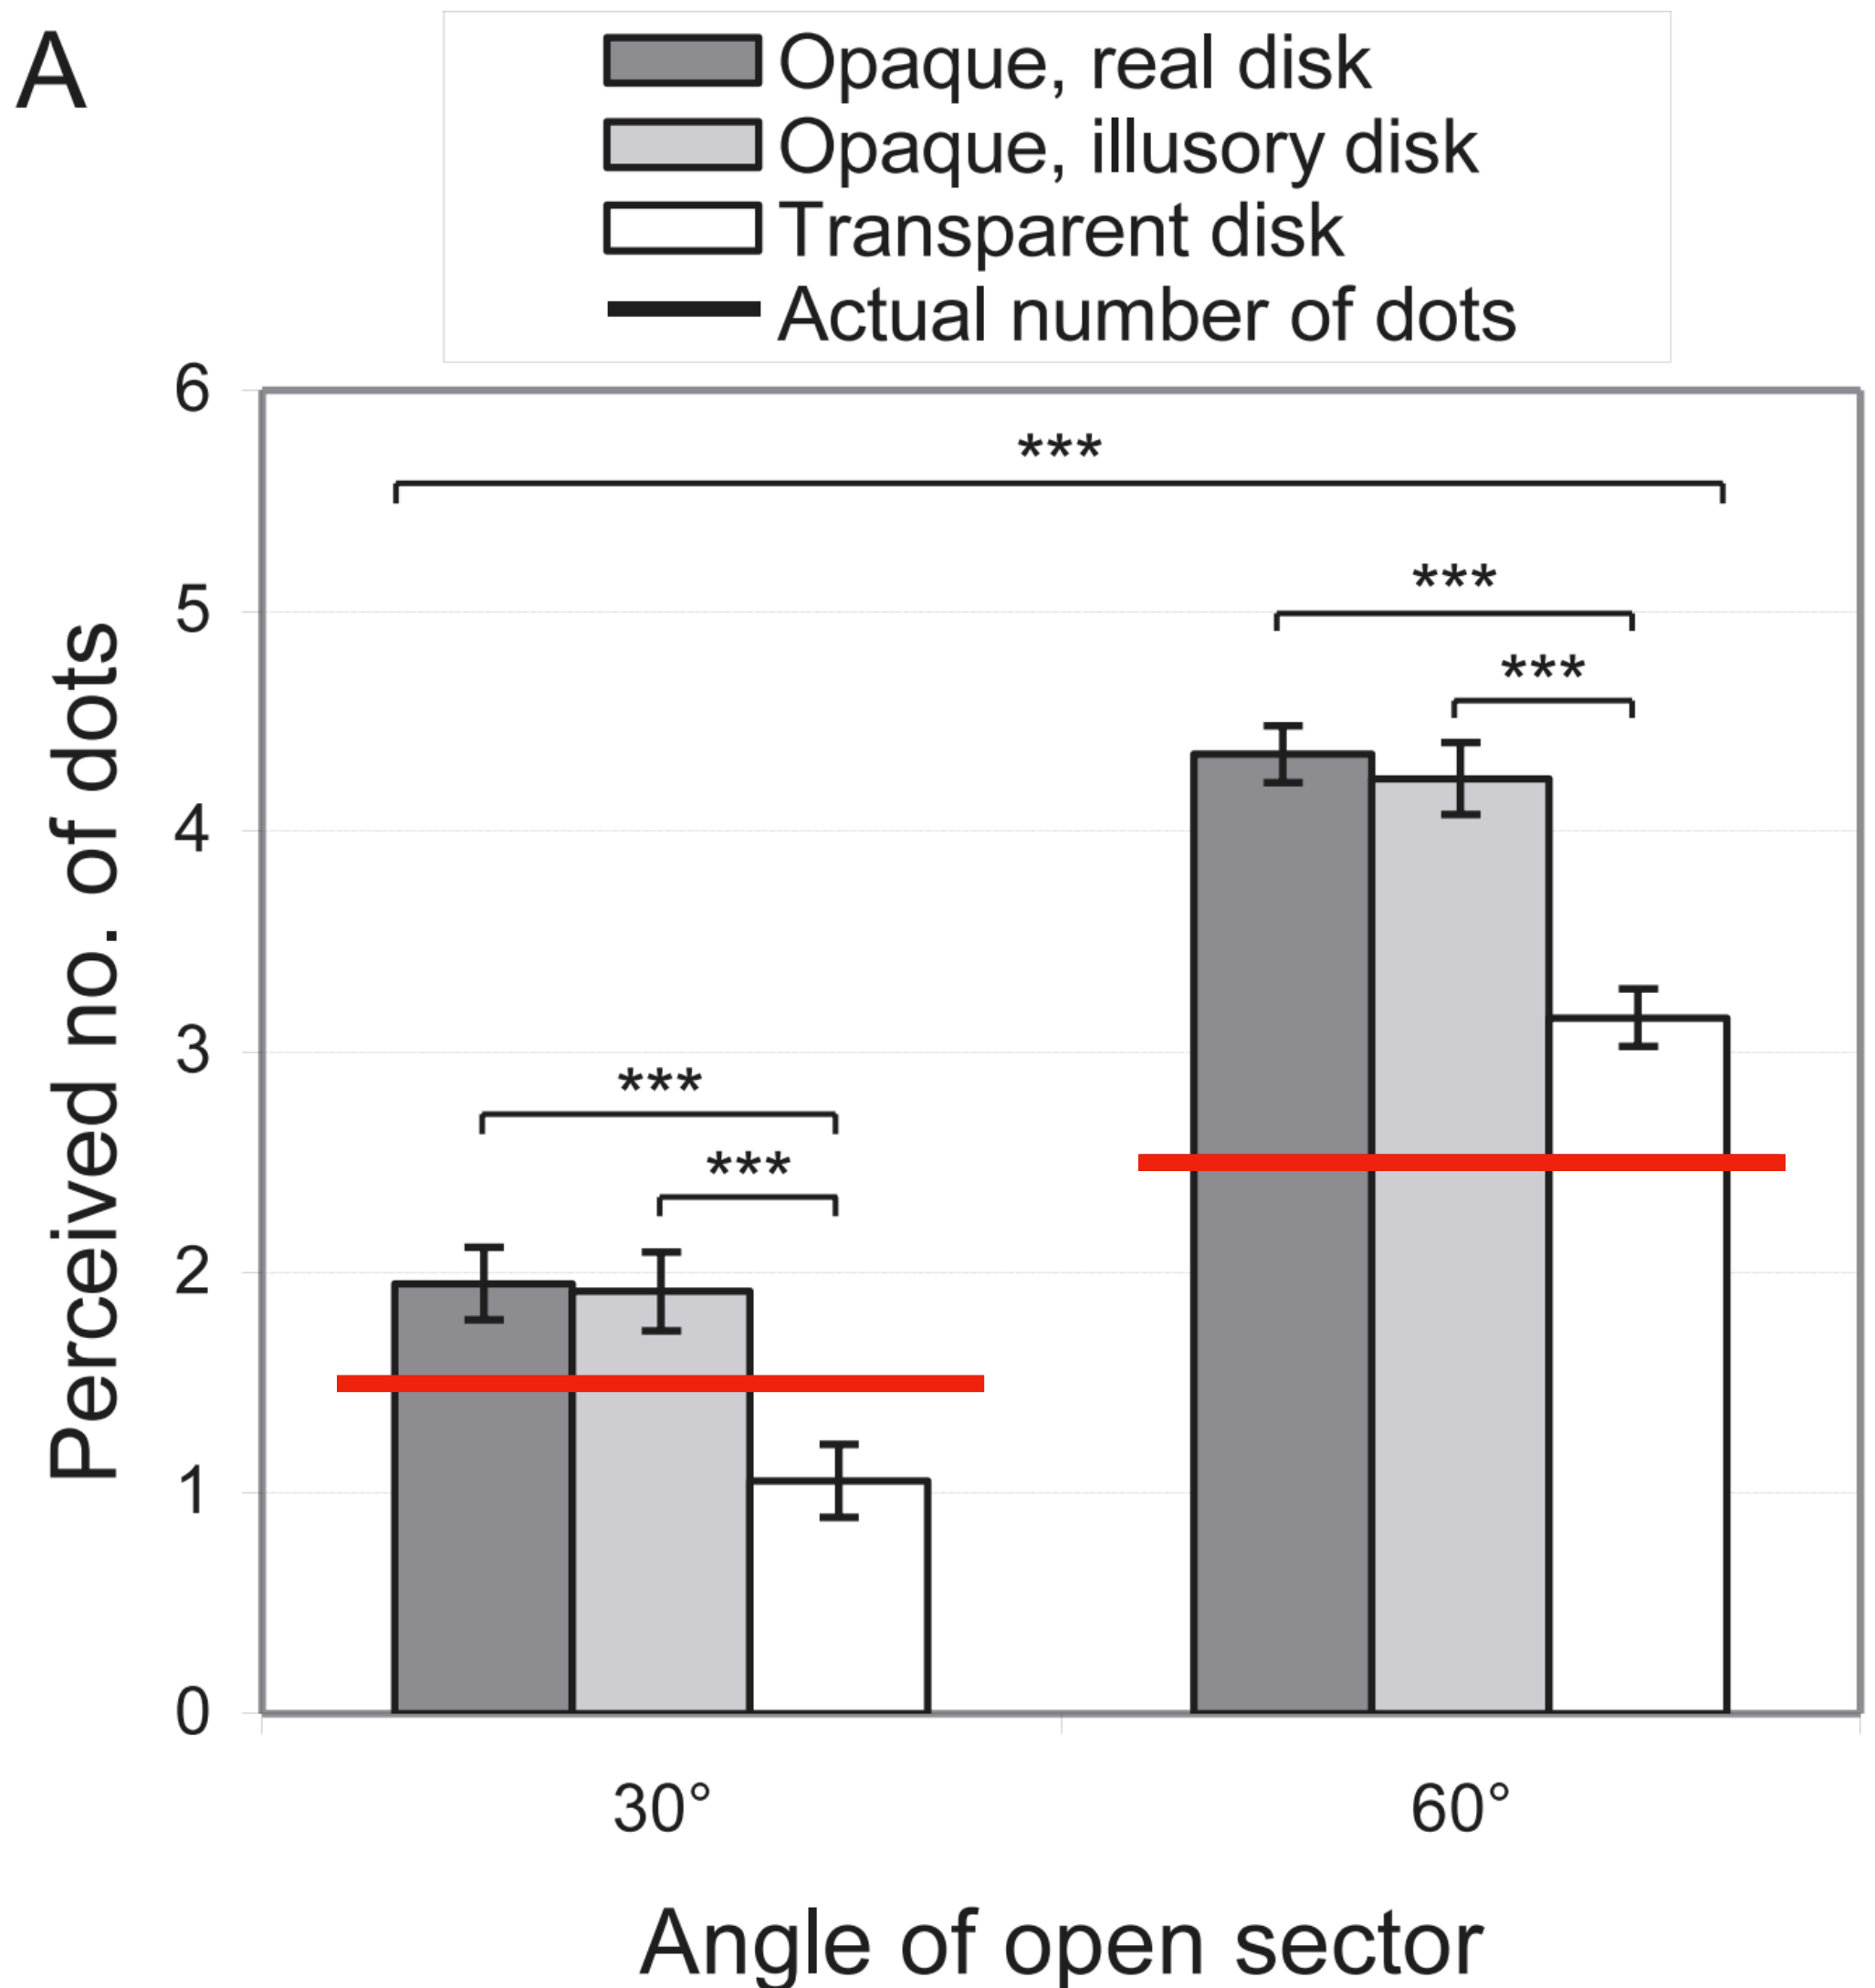 A
Opaque, real disk
Opaque, illusory disk
Transparent disk
Actual number of dots
Perceived no. of dots
6
5
4
3
2
1
0
***
***
***
***
***
30°
60°
Angle of open sector